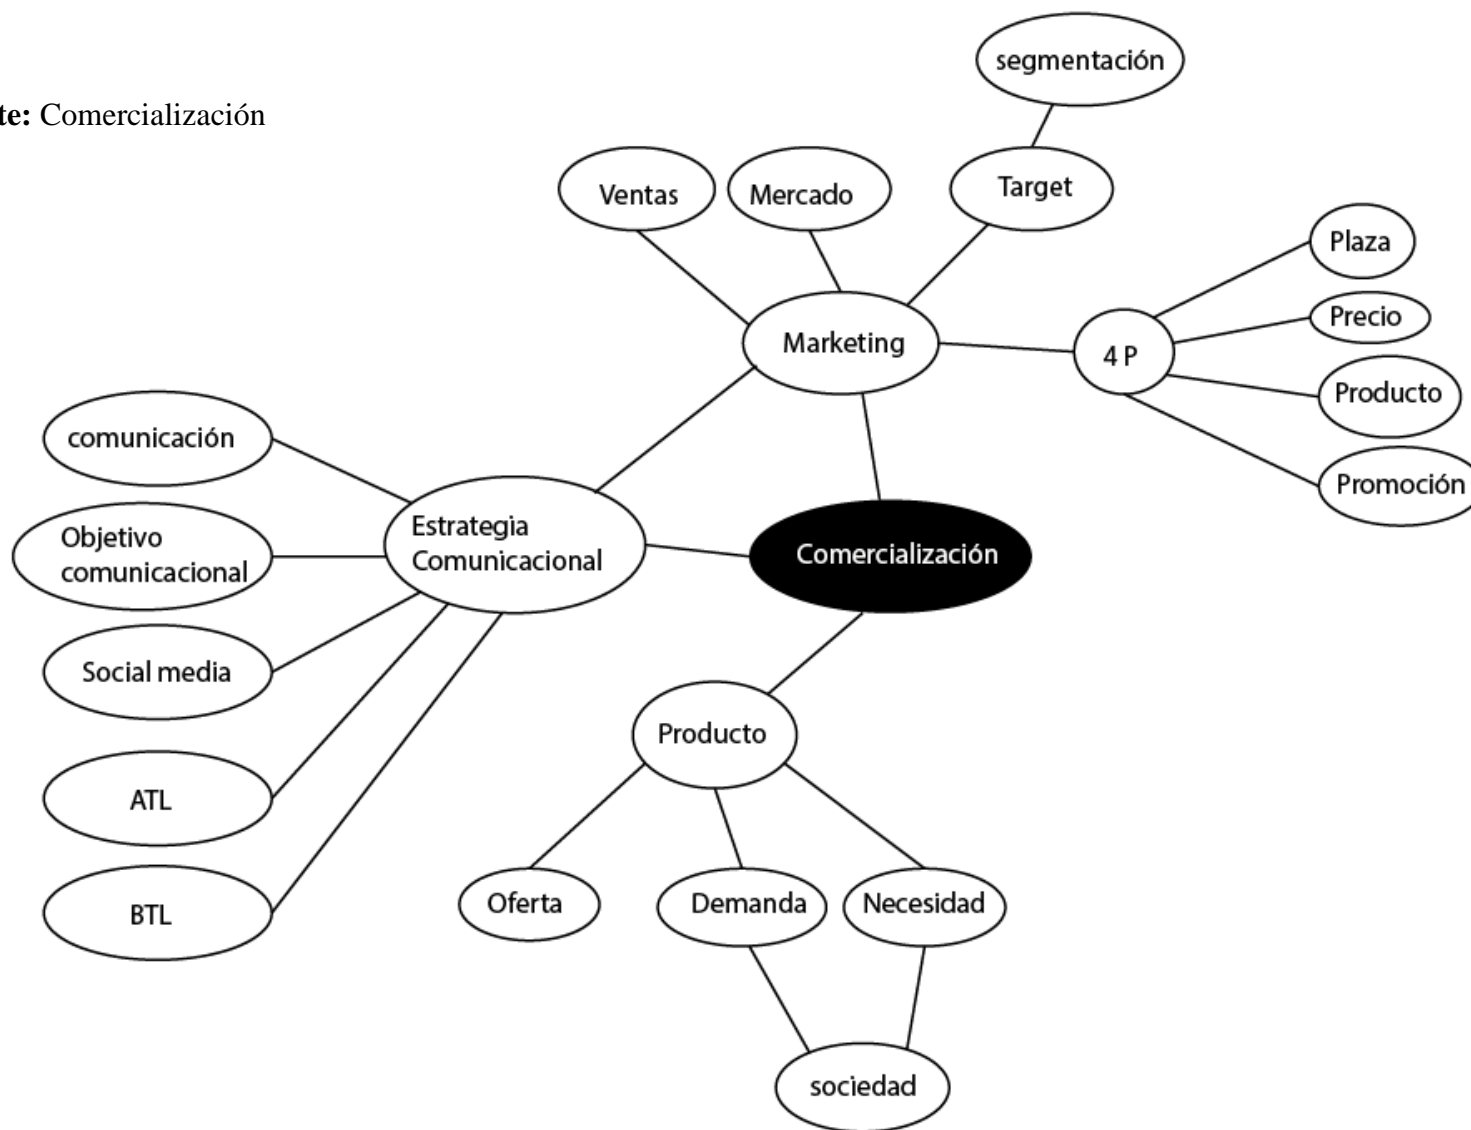 te: Comercialización
segmentación
Ventas
Mercado
Target
Plaza
Precio
Marketing
4 P
Producto
Promoción
comunicación
Estrategia
Comunicacional
Objetivo
comunicacional
Comercialización
Social media
Producto
ATL
BTL
Oferta
Demanda
Necesidad
sociedad